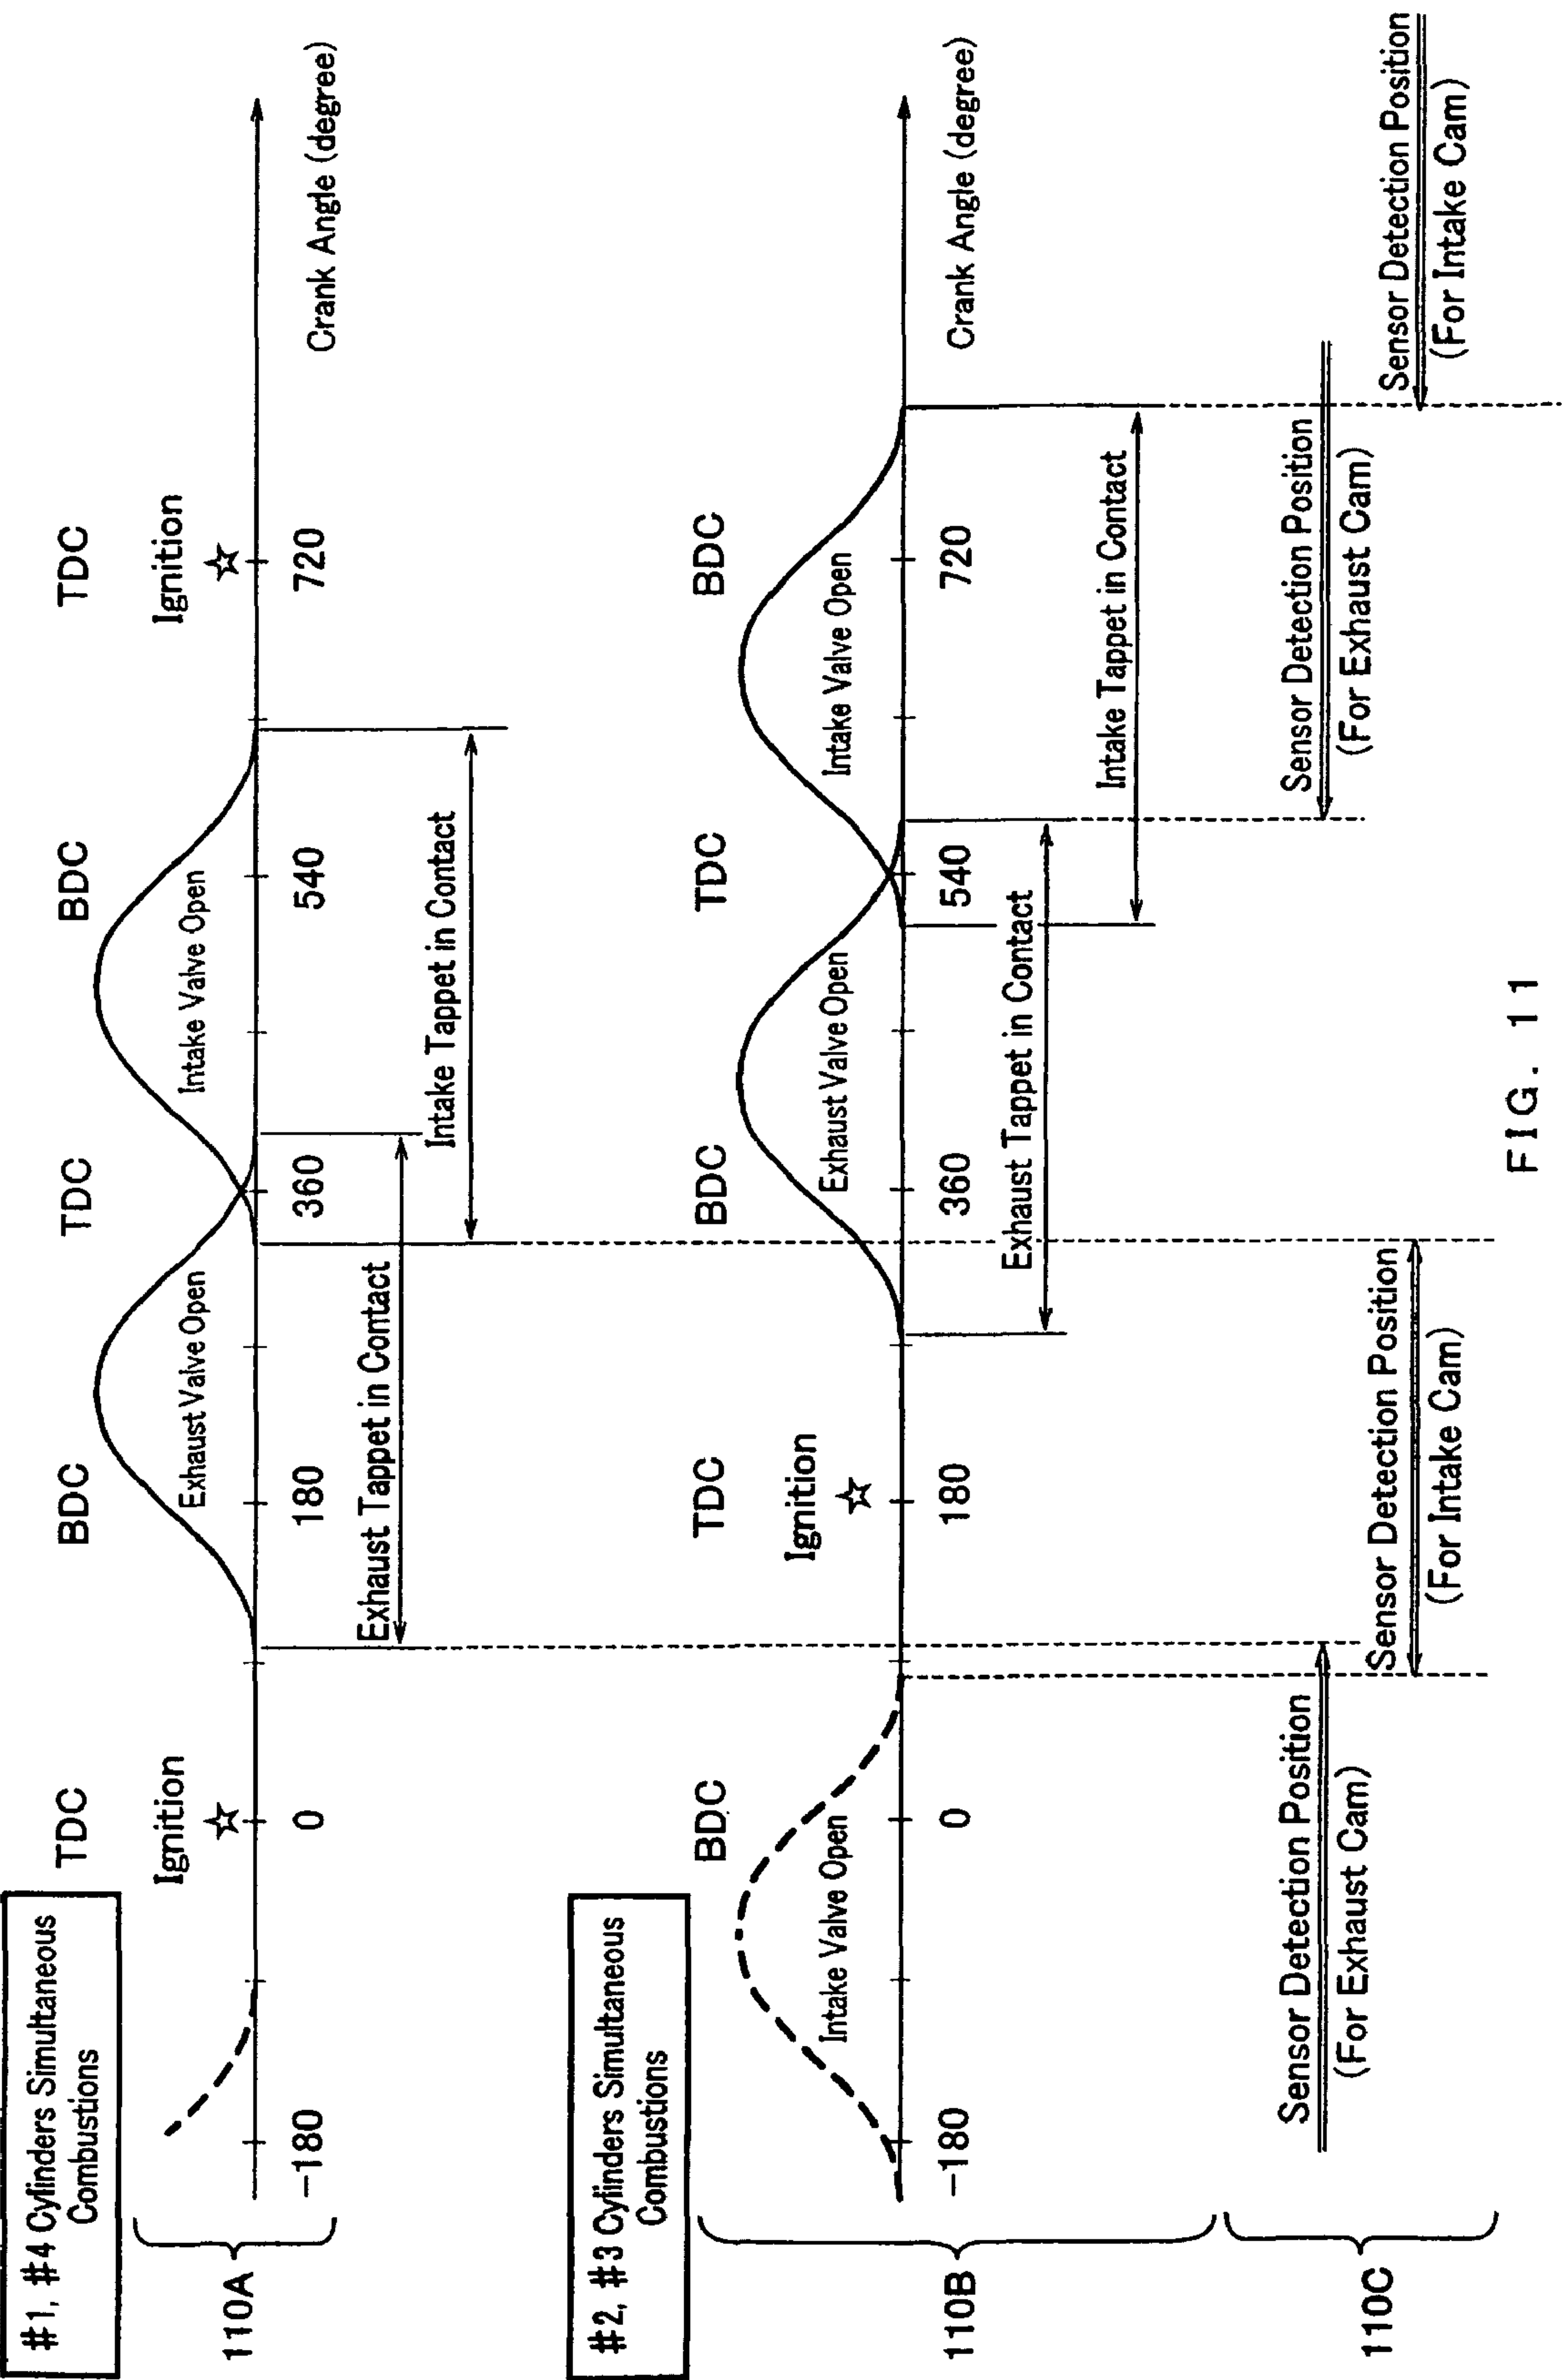 #1, #4 Cylinders Simultaneous
Combustions
TDC
BDC
TDC
BDC
TDC
Ignition
Ignition
Exhaust Valve Open
Intake Valve Open
110A
-180
0
180
360
540
720
Crank Angle (degree)
Exhaust Tappet in Contact
Intake Tappet in Contact
#2, #3 Cylinders Simultaneous
Combustions
BDC
TDC
BDC
TDC
BDC
Ignition
Intake Valve Open
Exhaust Valve Open
Intake Valve Open
110B
-180
0
180
360
540
720
Crank Angle (degree)
Exhaust Tappet in Contact
Intake Tappet in Contact
110C
Sensor Detection Position
(For Exhaust Cam)
Sensor Detection Position
(For Exhaust Cam)
Sensor Detection Position
(For Intake Cam)
Sensor Detection Position
(For Intake Cam)
FIG. 11